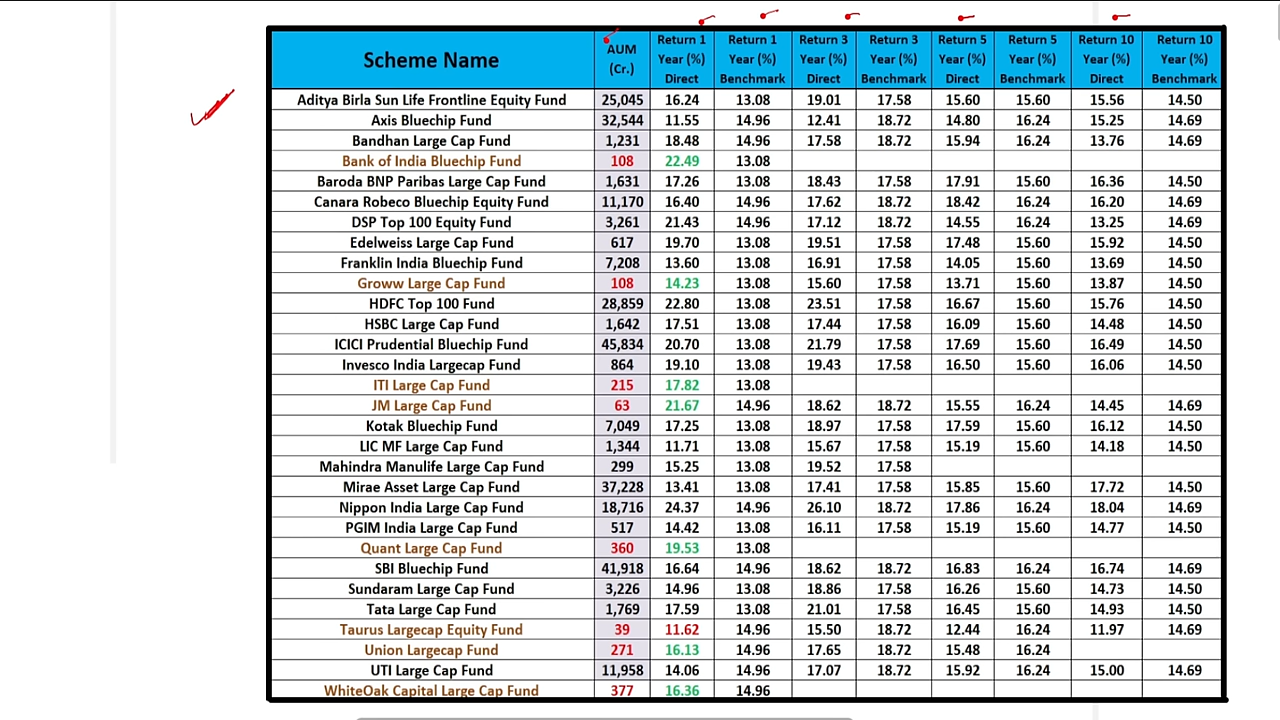 Scheme Name AUM (Cr.) Return 1 Year (%) Direct Return 1 Year (%) Benchmark Return 3 Year (%) Direct Return 3 Year (%) Benchmark Return 5 Year (%) Direct Return 5 Year (%) Benchmark Return 10 Year (%) Direct Return 10 Year (%) Benchmark
Aditya Birla Sun Life Frontline Equity Fund 25,045 16.24 13.08 19.01 17.58 15.60 15.60 15.56 14.50
Axis Bluechip Fund 32,544 11.55 14.96 12.41 18.72 14.80 16.24 15.25 14.69
Bandhan Large Cap Fund 1,231 18.48 14.96 17.58 18.72 15.94 16.24 13.76 14.69
Bank of India Bluechip Fund 108 22.49 13.08
Baroda BNP Paribas Large Cap Fund 1,631 17.26 13.08 18.43 17.58 17.91 15.60 16.36 14.50
Canara Robeco Bluechip Equity Fund 11,170 16.40 14.96 17.62 18.72 18.42 16.24 16.20 14.69
DSP Top 100 Equity Fund 3,261 21.43 14.96 17.12 18.72 14.55 16.24 13.25 14.69
Edelweiss Large Cap Fund 617 19.70 13.08 19.51 17.58 17.48 15.60 15.92 14.50
Franklin India Bluechip Fund 7,208 13.60 13.08 16.91 17.58 14.05 15.60 13.69 14.50
Groww Large Cap Fund 108 14.23 13.08 15.60 17.58 13.71 15.60 13.87 14.50
HDFC Top 100 Fund 28,859 22.80 13.08 23.51 17.58 16.67 15.60 15.76 14.50
HSBC Large Cap Fund 1,642 17.51 13.08 17.44 17.58 16.09 15.60 14.48 14.50
ICICI Prudential Bluechip Fund 45,834 20.70 13.08 21.79 17.58 17.69 15.60 16.49 14.50
Invesco India Largecap Fund 864 19.10 13.08 19.43 17.58 16.50 15.60 16.06 14.50
ITI Large Cap Fund 215 17.82 13.08
JM Large Cap Fund 63 21.67 14.96 18.62 18.72 15.55 16.24 14.45 14.69
Kotak Bluechip Fund 7,049 17.25 13.08 18.97 17.58 17.59 15.60 16.12 14.50
LIC MF Large Cap Fund 1,344 11.71 13.08 15.67 17.58 15.19 15.60 14.18 14.50
Mahindra Manulife Large Cap Fund 299 15.25 13.08 19.52 17.58
Mirae Asset Large Cap Fund 37,228 13.41 13.08 17.41 17.58 15.85 15.60 17.72 14.50
Nippon India Large Cap Fund 18,716 24.37 14.96 26.10 18.72 17.86 16.24 18.04 14.69
PGIM India Large Cap Fund 517 14.42 13.08 16.11 17.58 15.19 15.60 14.77 14.50
Quant Large Cap Fund 360 19.53 13.08
SBI Bluechip Fund 41,918 16.64 14.96 18.62 18.72 16.83 16.24 16.74 14.69
Sundaram Large Cap Fund 3,226 14.96 13.08 18.86 17.58 16.26 15.60 14.73 14.50
Tata Large Cap Fund 1,769 17.59 13.08 21.01 17.58 16.45 15.60 14.93 14.50
Taurus Largecap Equity Fund 39 11.62 14.96 15.50 18.72 12.44 16.24 11.97 14.69
Union Largecap Fund 271 16.13 14.96 17.65 18.72 15.48 16.24
UTI Large Cap Fund 11,958 14.06 14.96 17.07 18.72 15.92 16.24 15.00 14.69
WhiteOak Capital Large Cap Fund 377 16.36 14.96